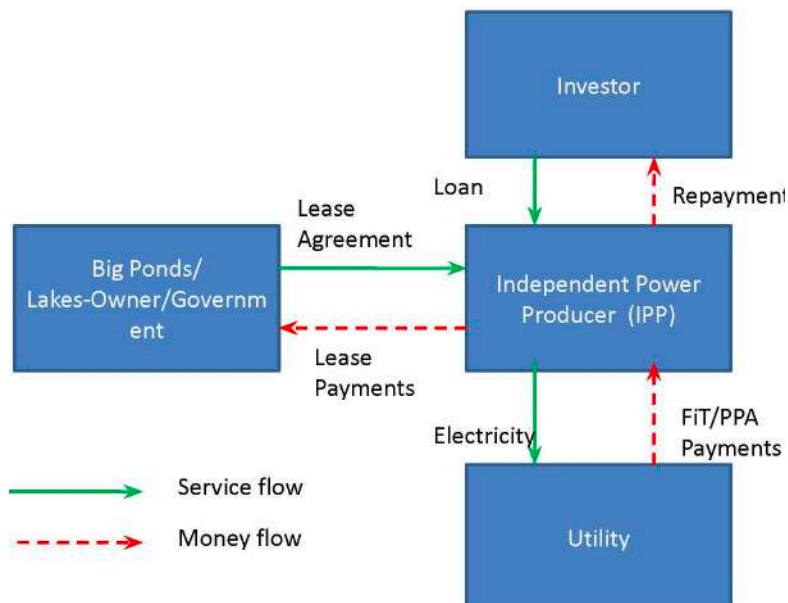 Investor
Loan
Repayment
Lease
Agreement
Big Ponds/
Lakes-Owner/Governm
ent
Independent Power
Producer (IPP)
Lease
Payments
Electricity
FiT/PPA
Payments
Service flow
Money flow
Utility